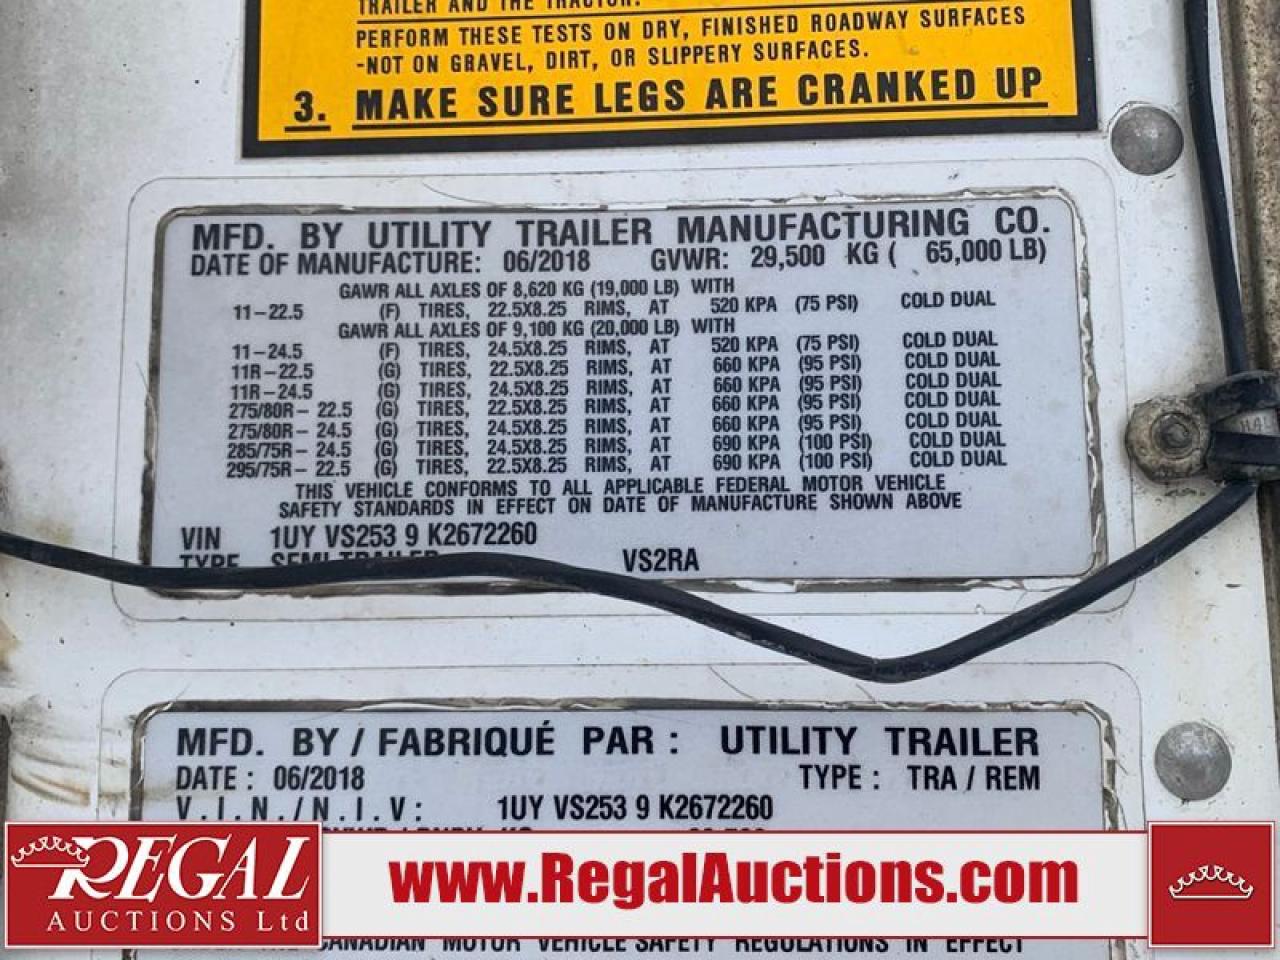 TRAILER AND THE TRACTOR.
PERFORM THESE TESTS ON DRY, FINISHED ROADWAY SURFACES
-NOT ON GRAVEL, DIRT, OR SLIPPERY SURFACES.
3. MAKE SURE LEGS ARE CRANKED UP
MFD. BY UTILITY TRAILER MANUFACTURING CO.
DATE OF MANUFACTURE: 06/2018 GVWR: 29,500 KG ( 65,000 LB)
GAWR ALL AXLES OF 8,620 KG (19,000 LB) WITH
11-22.5 (F) TIRES, 22.5X8.25 RIMS, AT 520 KPA (75 PSI) COLD DUAL
GAWR ALL AXLES OF 9,100 KG (20,000 LB) WITH
11-24.5 (F) TIRES, 24.5X8.25 RIMS, AT 520 KPA (75 PSI) COLD DUAL
11R-22.5 (G) TIRES, 22.5X8.25 RIMS, AT 660 KPA (95 PSI) COLD DUAL
11R-24.5 (G) TIRES, 24.5X8.25 RIMS, AT 660 KPA (95 PSI) COLD DUAL
275/80R- 22.5 (G) TIRES, 22.5X8.25 RIMS, AT 660 KPA (95 PSI) COLD DUAL
275/80R- 24.5 (G) TIRES, 24.5X8.25 RIMS, AT 660 KPA (95 PSI) COLD DUAL
285/75R- 24.5 (G) TIRES, 24.5X8.25 RIMS, AT 690 KPA (100 PSI) COLD DUAL
295/75R- 22.5 (G) TIRES, 22.5X8.25 RIMS, AT 690 KPA (100 PSI) COLD DUAL
THIS VEHICLE CONFORMS TO ALL APPLICABLE FEDERAL MOTOR VEHICLE
SAFETY STANDARDS IN EFFECT ON DATE OF MANUFACTURE SHOWN ABOVE
VIN 1UY VS253 9 K2672260
TYPE SEMI TRAILER VS2RA
MFD. BY / FABRIQUÉ PAR : UTILITY TRAILER
DATE : 06/2018 TYPE : TRA / REM
V.I.N./N.I.V: 1UY VS253 9 K2672260
REGAL
AUCTIONS Ltd
www.RegalAuctions.com
CANADIAN MOTOR VEHICLE SAFETY REGULATIONS IN EFFECT